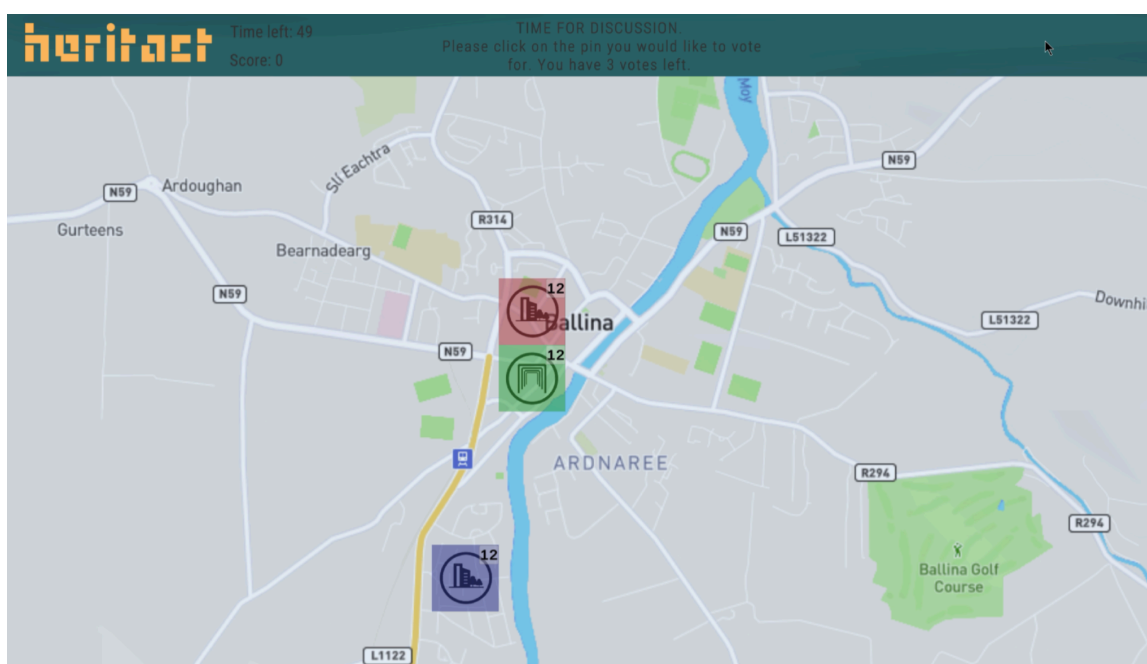 heritact
Time left: 49
Score: 0
TIME FOR DISCUSSION.
Please click on the pin you would like to vote
for. You have 3 votes left.
Moy
N59
Slí Eachtra
N59
Ardoughan
R314
Gurteens
N59
L51322
Bearnadearg
N59
12
Downhi
Ballina
L51322
N59
12
ARDNAREE
R294
R294
12
Ballina Golf
Course
L1122